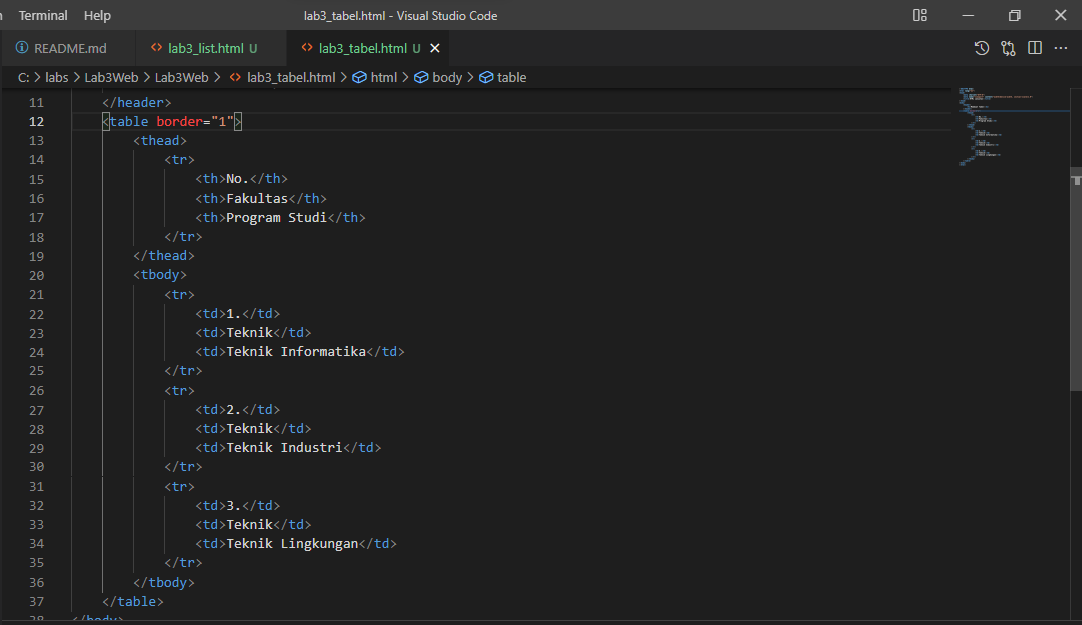 Terminal Help lab3_tabel.html - Visual Studio Code
README.md lab3_list.html U lab3_tabel.html U
C: > labs > Lab3Web > Lab3Web > lab3_tabel.html > html > body > table
11 </header>
12 <table border="1">
13 <thead>
14 <tr>
15 <th>No.</th>
16 <th>Fakultas</th>
17 <th>Program Studi</th>
18 </tr>
19 </thead>
20 <tbody>
21 <tr>
22 <td>1.</td>
23 <td>Teknik</td>
24 <td>Teknik Informatika</td>
25 </tr>
26 <tr>
27 <td>2.</td>
28 <td>Teknik</td>
29 <td>Teknik Industri</td>
30 </tr>
31 <tr>
32 <td>3.</td>
33 <td>Teknik</td>
34 <td>Teknik Lingkungan</td>
35 </tr>
36 </tbody>
37 </table>
38 </body>